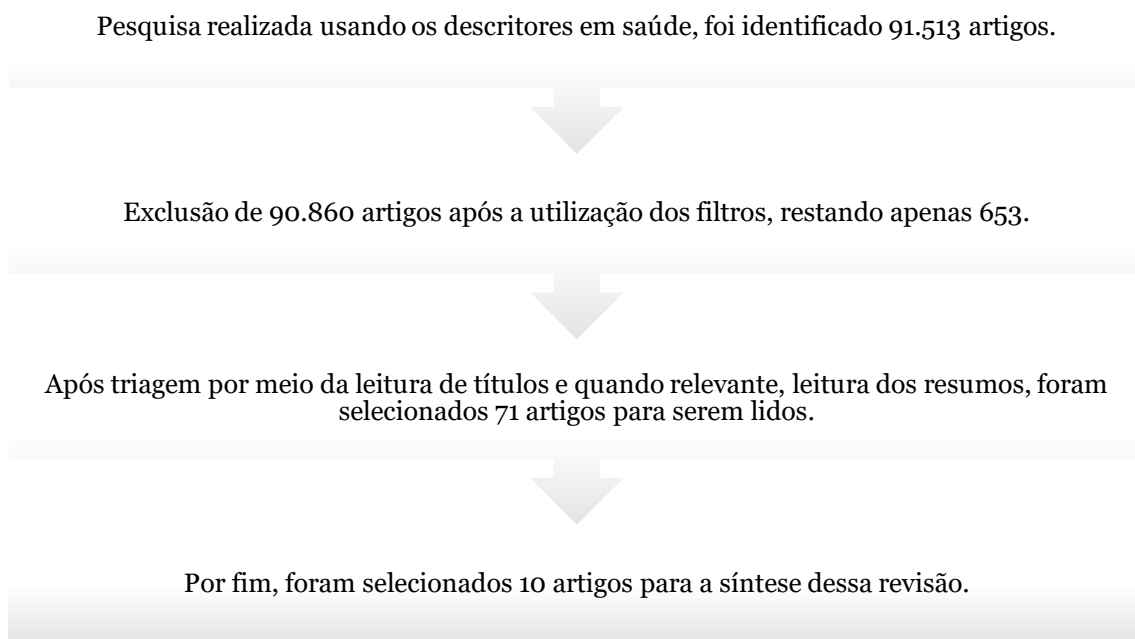 Pesquisa realizada usando os descritores em saúde, foi identificado 91.513 artigos.
Exclusão de 90.860 artigos após a utilização dos filtros, restando apenas 653.
Após triagem por meio da leitura de títulos e quando relevante, leitura dos resumos, foram
selecionados 71 artigos para serem lidos.
Por fim, foram selecionados 10 artigos para a síntese dessa revisão.